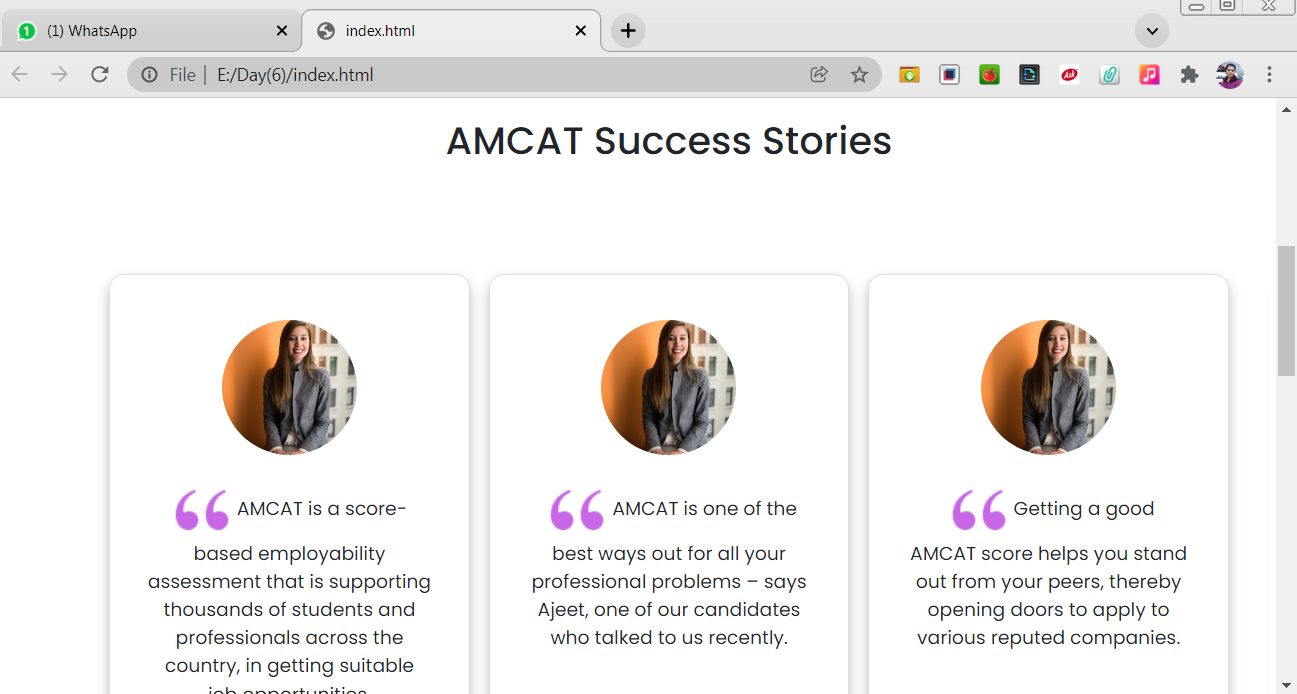 (1) WhatsApp
index.html
File | E:/Day(6)/index.html
Ask
AMCAT Success Stories
“ AMCAT is a score-
based employability
assessment that is supporting
thousands of students and
professionals across the
country, in getting suitable
job opportunities.
“ AMCAT is one of the
best ways out for all your
professional problems – says
Ajeet, one of our candidates
who talked to us recently.
“ Getting a good
AMCAT score helps you stand
out from your peers, thereby
opening doors to apply to
various reputed companies.